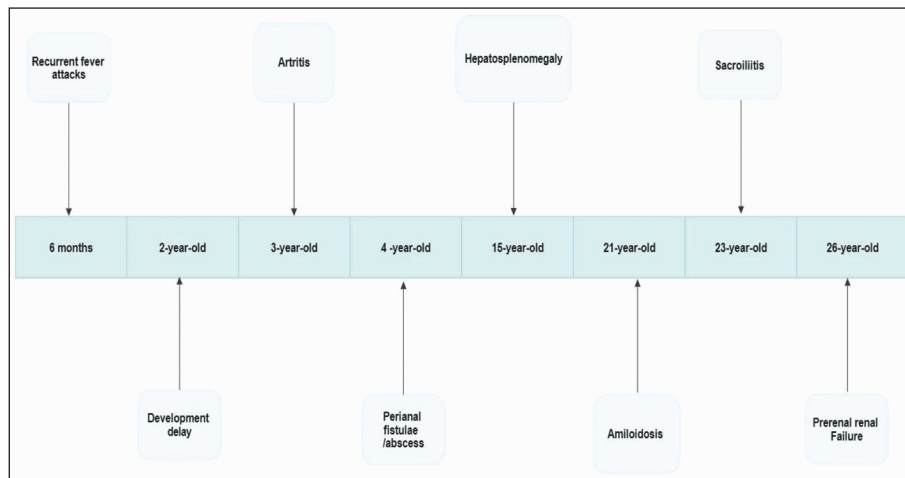 Recurrent fever
attacks
Artritis
Hepatosplenomegaly
Sacroiliitis
6 months
2-year-old
3-year-old
4 -year-old
15-year-old
21-year-old
23-year-old
26-year-old
Development
delay
Perianal
fistulae
/abscess
Amiloidosis
Prerenal renal
Failure